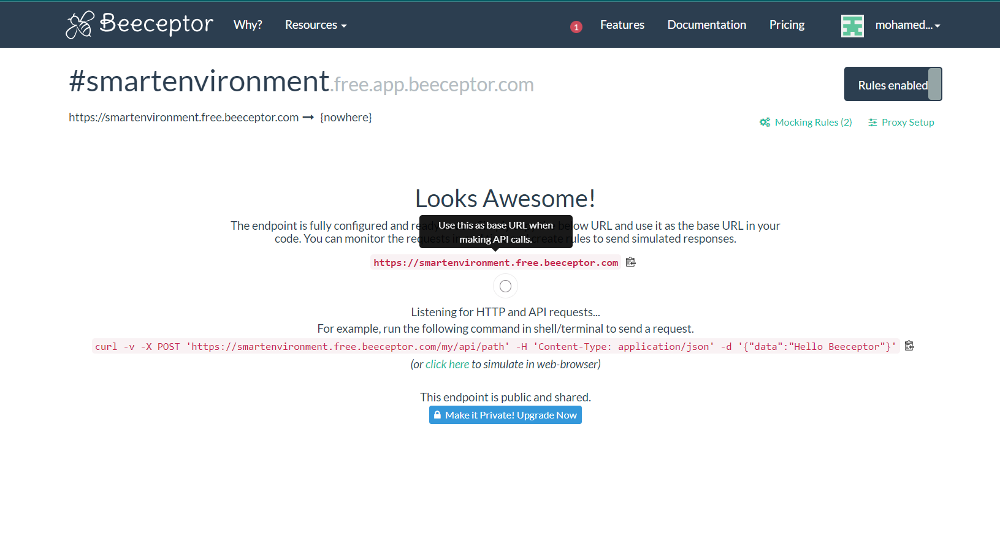 Beeceptor Why? Resources 1 Features Documentation Pricing mohamed...
#smartenvironment.free.app.beeceptor.com
Rules enabled
https://smartenvironment.free.beeceptor.com → {nowhere}
Mocking Rules (2) Proxy Setup
Looks Awesome!
The endpoint is fully configured and below URL and use it as the base URL in your
code. You can monitor the rules to send simulated responses.
Use this as base URL when
making API calls.
https://smartenvironment.free.beeceptor.com
Listening for HTTP and API requests...
For example, run the following command in shell/terminal to send a request.
curl -v -X POST 'https://smartenvironment.free.beeceptor.com/my/api/path' -H 'Content-Type: application/json' -d '{"data":"Hello Beeceptor"}'
(or click here to simulate in web-browser)
This endpoint is public and shared.
Make it Private! Upgrade Now